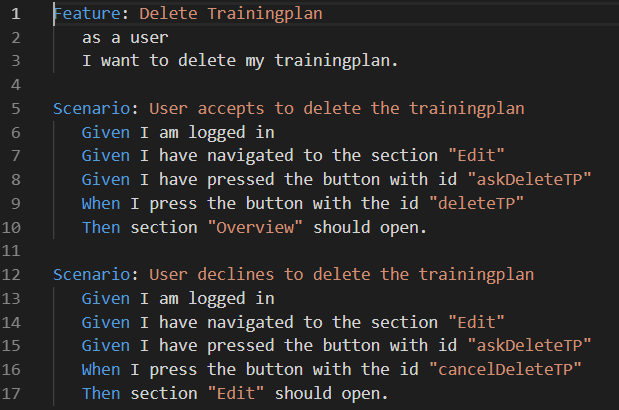 1 Feature: Delete Trainingplan
2 as a user
3 I want to delete my trainingplan.
4
5 Scenario: User accepts to delete the trainingplan
6 Given I am logged in
7 Given I have navigated to the section "Edit"
8 Given I have pressed the button with id "askDeleteTP"
9 When I press the button with the id "deleteTP"
10 Then section "Overview" should open.
11
12 Scenario: User declines to delete the trainingplan
13 Given I am logged in
14 Given I have navigated to the section "Edit"
15 Given I have pressed the button with id "askDeleteTP"
16 When I press the button with the id "cancelDeleteTP"
17 Then section "Edit" should open.